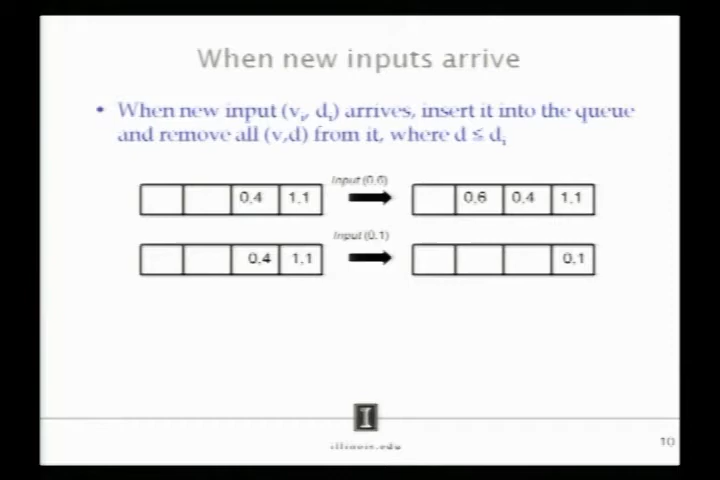 When new inputs arrive
• When new input (vᵢ, dᵢ) arrives, insert it into the queue
and remove all (v,d) from it, where d ≤ dᵢ
Input (0,6)
0,4 1,1 0,6 0,4 1,1
Input (0,1)
0,4 1,1 0,1
I
illinois.edu
10